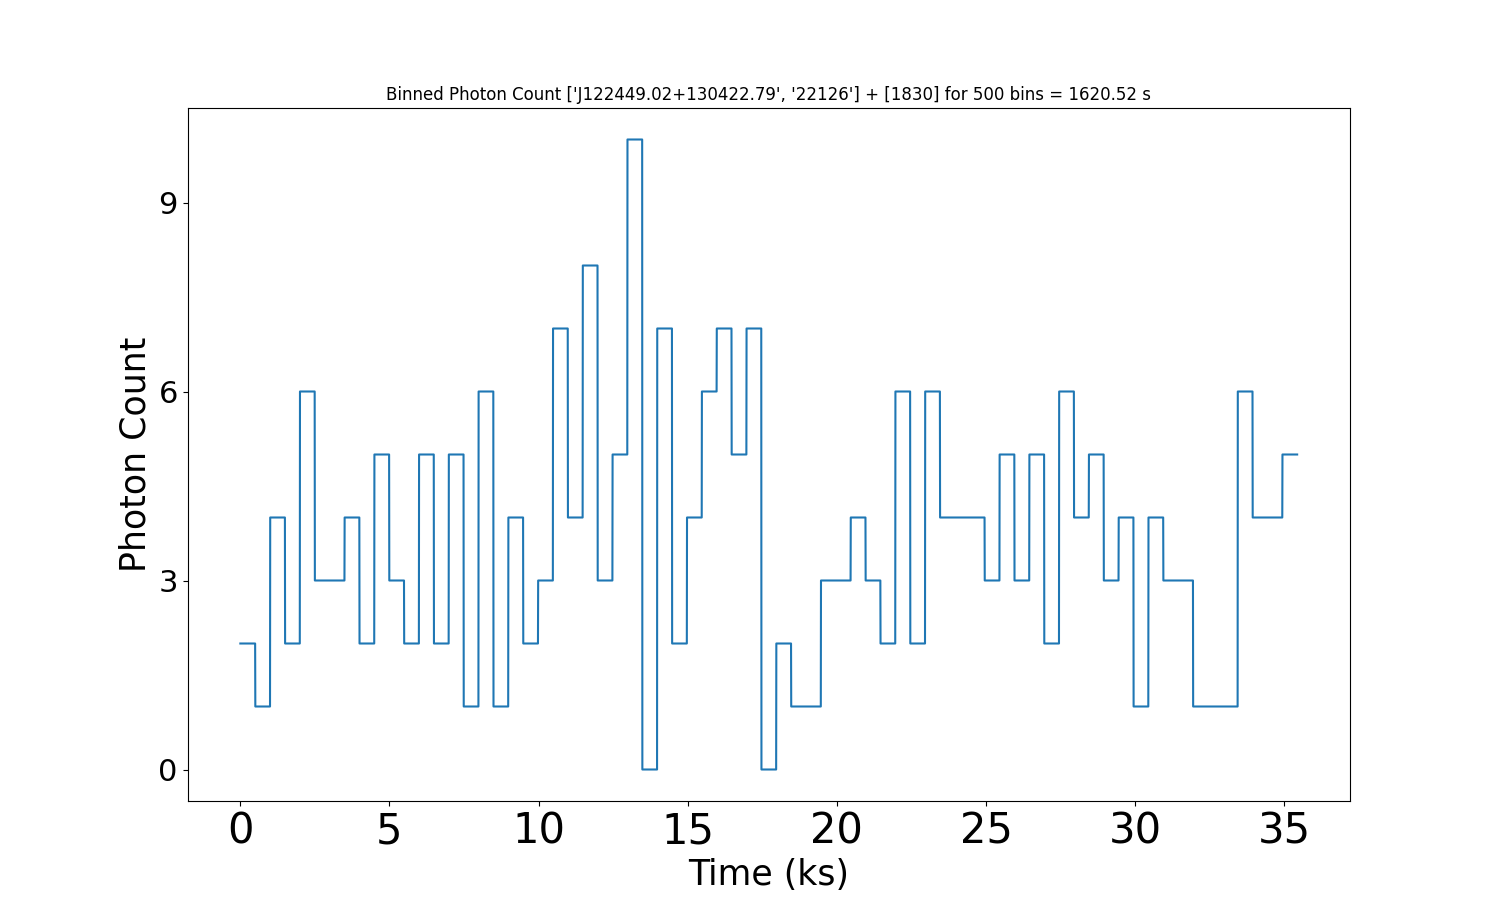 Binned Photon Count ['J122449.02+130422.79', '22126'] + [1830] for 500 bins = 1620.52 s
9
6
3
0
Photon Count
0 5 10 15 20 25 30 35
Time (ks)